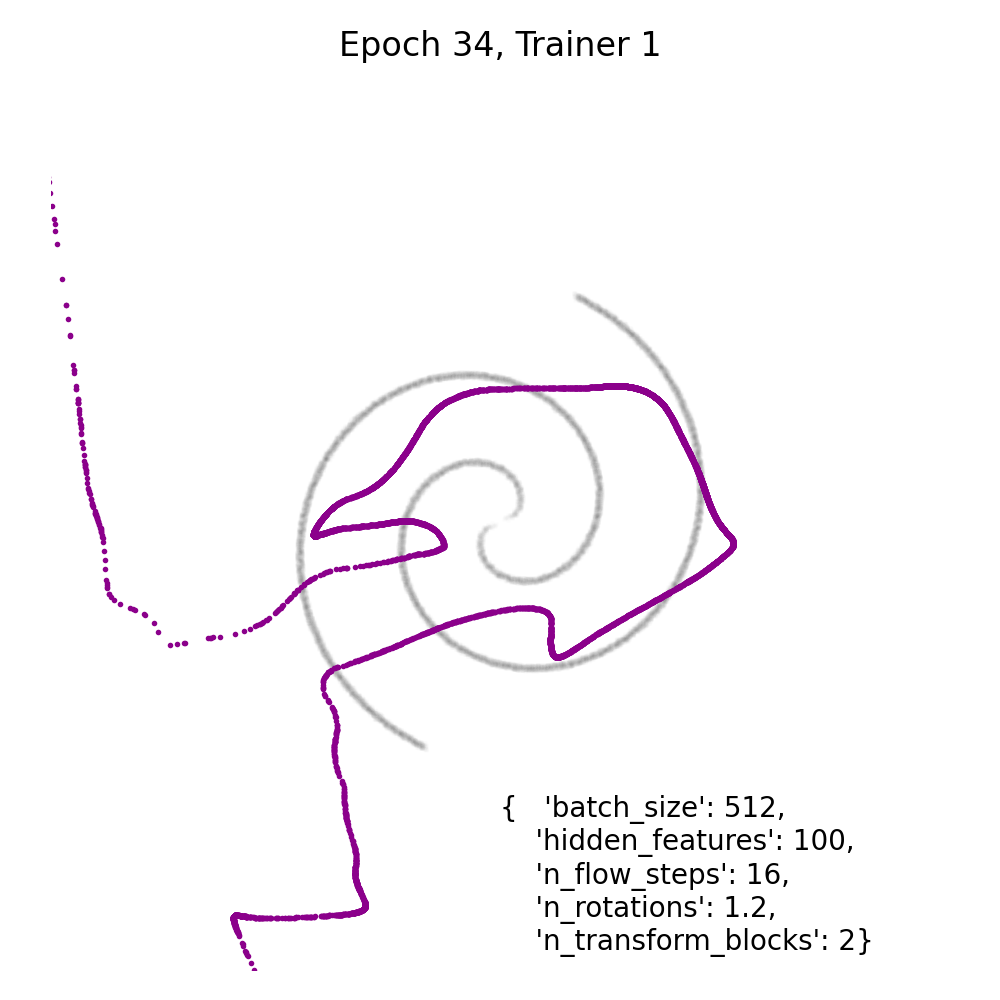 Epoch 34, Trainer 1
{   'batch_size': 512,
'hidden_features': 100,
'n_flow_steps': 16,
'n_rotations': 1.2,
'n_transform_blocks': 2}